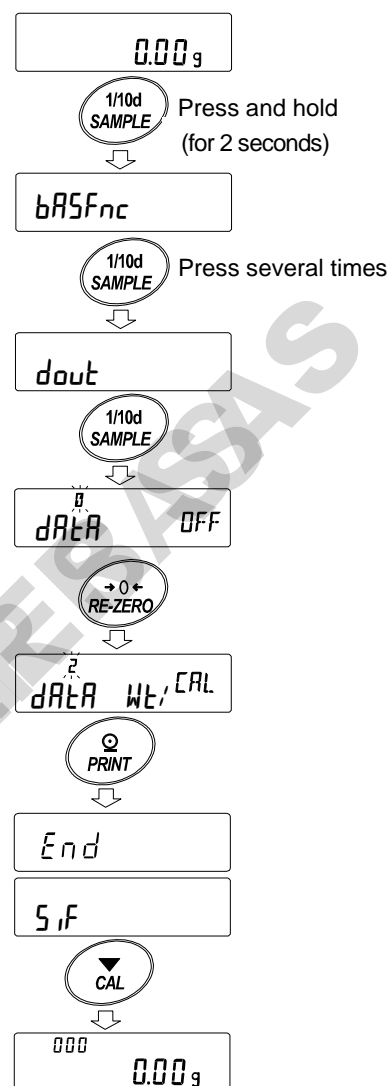 0.00 g
1/10d
SAMPLE
Press and hold
(for 2 seconds)
bASFnc
1/10d
SAMPLE
Press several times
dout
1/10d
SAMPLE
0
dAtA OFF
→0←
RE-ZERO
2
dAtA Wt/CAL
PRINT
End
SiF
CAL
000
0.00 g